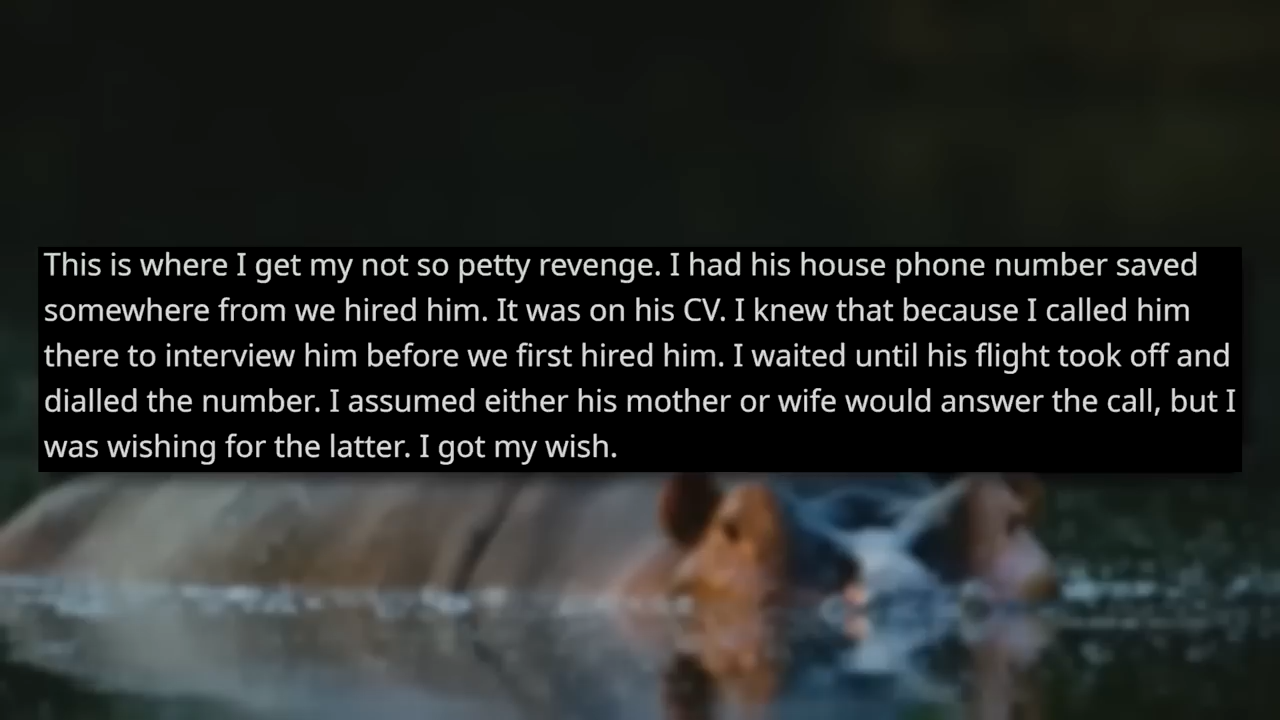 This is where I get my not so petty revenge. I had his house phone number saved
somewhere from we hired him. It was on his CV. I knew that because I called him
there to interview him before we first hired him. I waited until his flight took off and
dialled the number. I assumed either his mother or wife would answer the call, but I
was wishing for the latter. I got my wish.